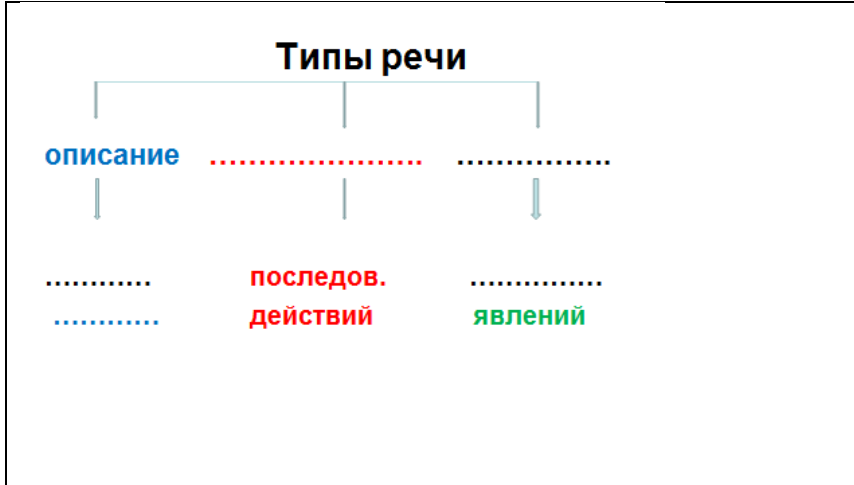 Типы речи
описание ………………….. …………….
………… последов. ……………
………… действий явлений